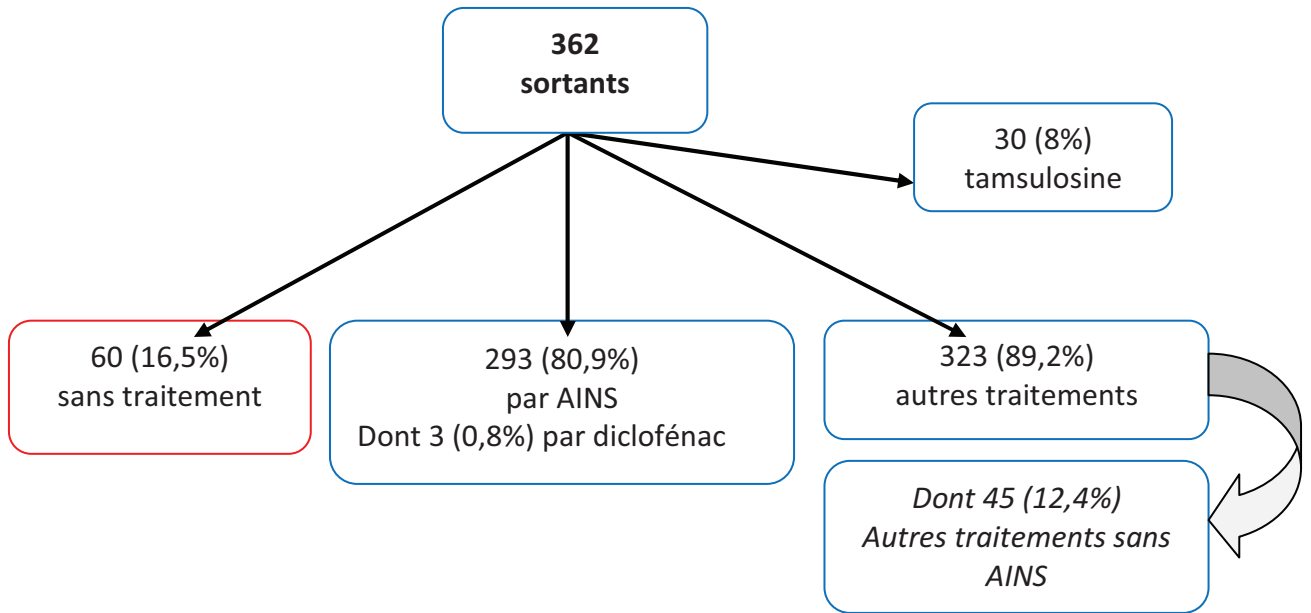 362
sortants
30 (8%)
tamsulosine
60 (16,5%)
sans traitement
293 (80,9%)
par AINS
Dont 3 (0,8%) par diclofénac
323 (89,2%)
autres traitements
Dont 45 (12,4%)
Autres traitements sans
AINS